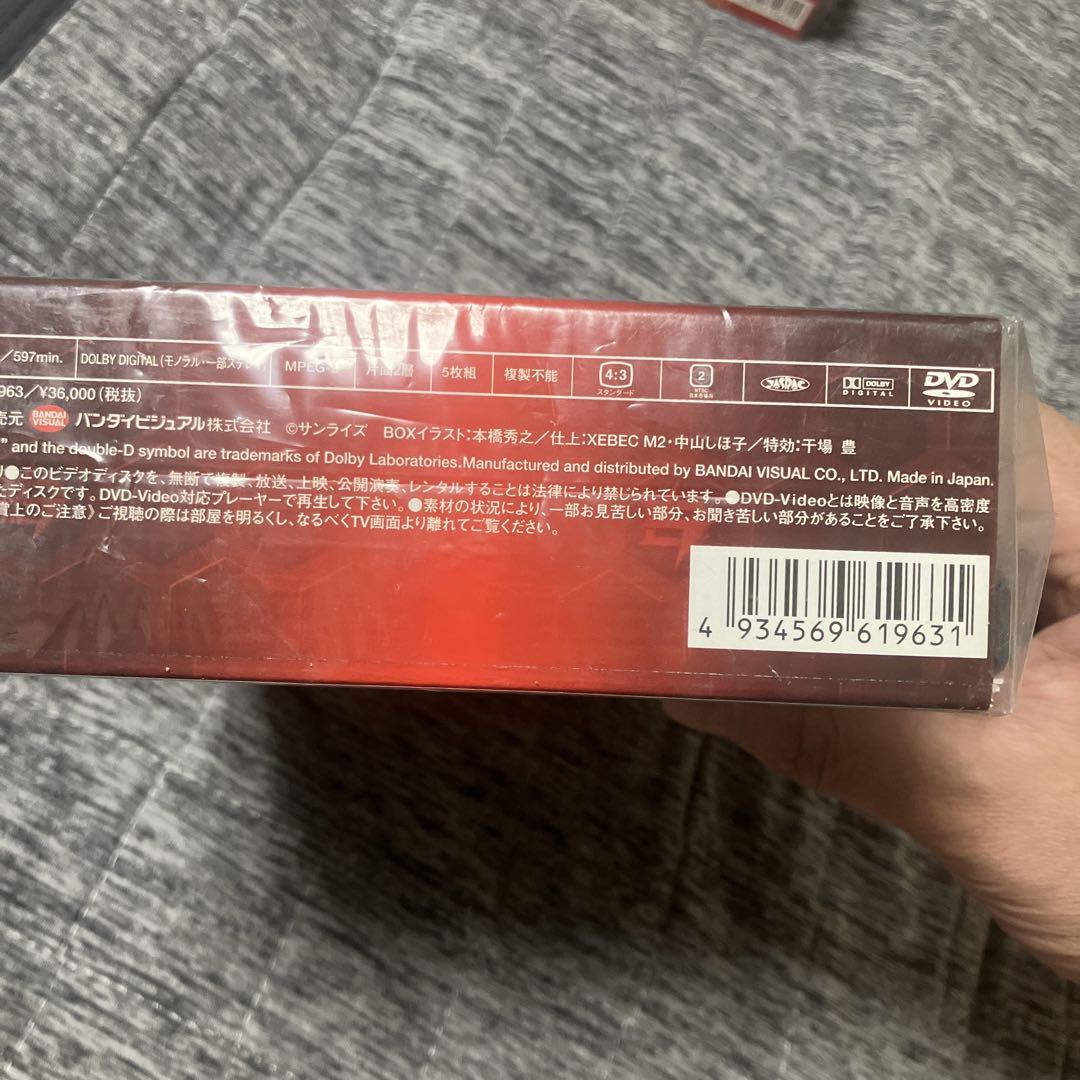 /597min. DOLBY DIGITAL(モノラル・一部ステレオ) MPEG-2 片面2層 5枚組 複製不能 4:3 スタンダード 2 NTSC 日本市場向 JASRAC DOLBY DIGITAL DVD VIDEO
963/¥36,000(税抜)
売元 BANDAI VISUAL バンダイビジュアル株式会社 ©サンライズ BOXイラスト:本橋秀之/仕上:XEBEC M2・中山しほ子/特効:干場 豊
" and the double-D symbol are trademarks of Dolby Laboratories.Manufactured and distributed by BANDAI VISUAL CO., LTD. Made in Japan.
●このビデオディスクを、無断で複製、放送、上映、公開演奏、レンタルすることは法律により禁じられています。●DVD-Videoとは映像と音声を高密度
たディスクです。DVD-Video対応プレーヤーで再生して下さい。●素材の状況により、一部お見苦しい部分、お聞き苦しい部分があることをご了承下さい。
賞上のご注意》ご視聴の際は部屋を明るくし、なるべくTV画面より離れてご覧ください。
4 934569 619631